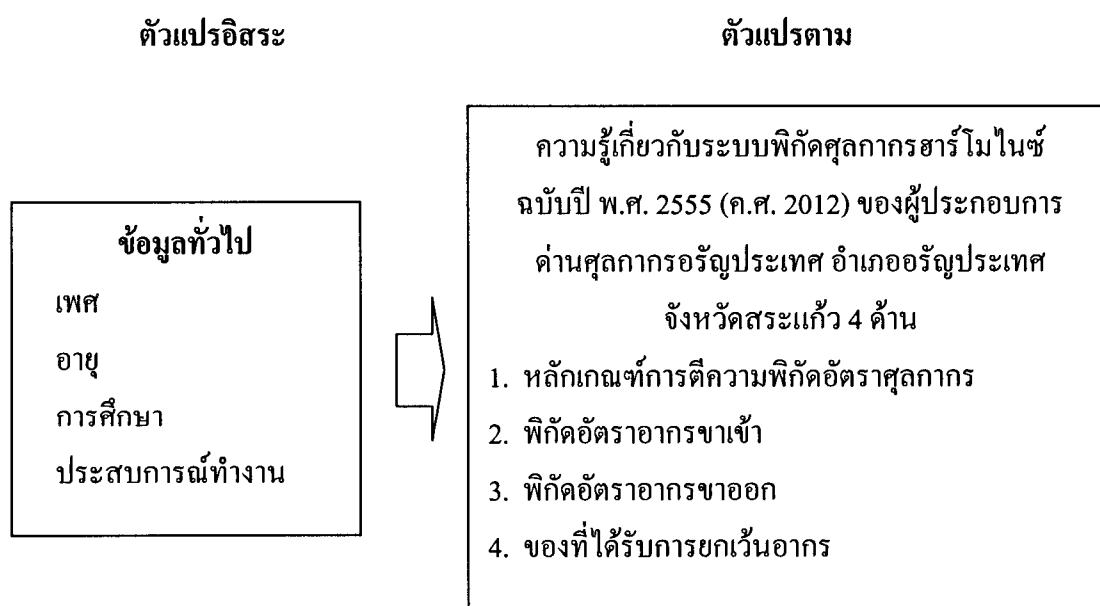 ตัวแปรอิสระ
ตัวแปรตาม
ข้อมูลทั่วไป
เพศ
อายุ
การศึกษา
ประสบการณ์ทำงาน
ความรู้เกี่ยวกับระบบพิกัดศุลกากรฮาร์โมไนซ์
ฉบับปี พ.ศ. 2555 (ค.ศ. 2012) ของผู้ประกอบการ
ด่านศุลกากรอรัญประเทศ อำเภออรัญประเทศ
จังหวัดสระแก้ว 4 ด้าน
1. หลักเกณฑ์การตีความพิกัดอัตราศุลกากร
2. พิกัดอัตราอากรขาเข้า
3. พิกัดอัตราอากรขาออก
4. ของที่ได้รับการยกเว้นอากร